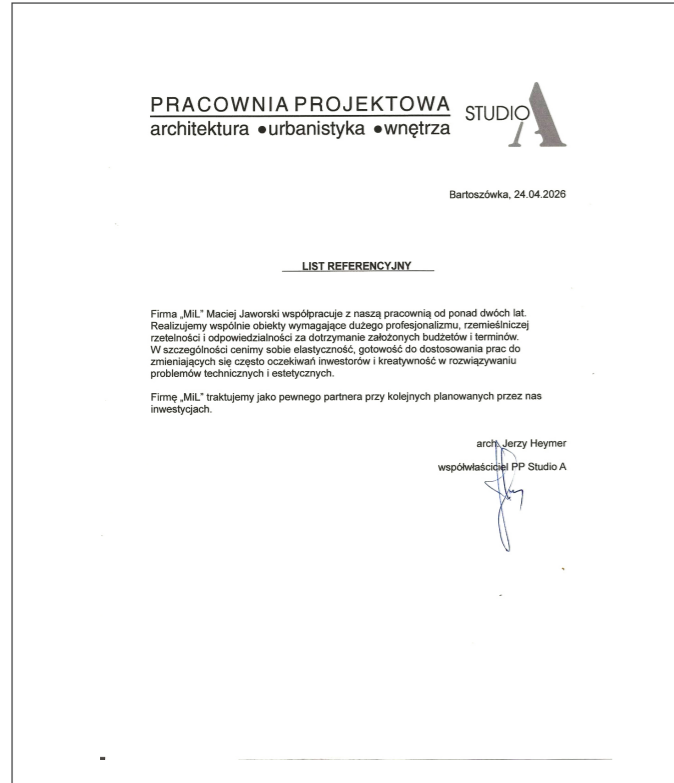 PRACOWNIA PROJEKTOWA
architektura ●urbanistyka ●wnętrza
STUDIO A
Bartoszówka, 24.04.2026
LIST REFERENCYJNY
Firma „MiL” Maciej Jaworski współpracuje z naszą pracownią od ponad dwóch lat.
Realizujemy wspólnie obiekty wymagające dużego profesjonalizmu, rzemieślniczej
rzetelności i odpowiedzialności za dotrzymanie założonych budżetów i terminów.
W szczególności cenimy sobie elastyczność, gotowość do dostosowania prac do
zmieniających się często oczekiwań inwestorów i kreatywność w rozwiązywaniu
problemów technicznych i estetycznych.
Firmę „MiL” traktujemy jako pewnego partnera przy kolejnych planowanych przez nas
inwestycjach.
arch. Jerzy Heymer
współwłaściciel PP Studio A